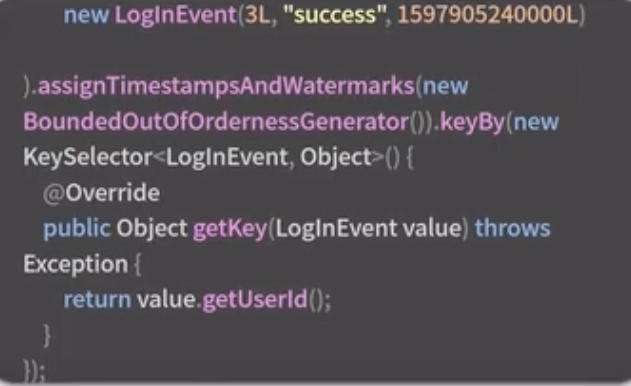 new LogInEvent(3L, "success", 1597905240000L)
).assignTimestampsAndWatermarks(new
BoundedOutOfOrdernessGenerator()).keyBy(new
KeySelector<LogInEvent, Object>() {
@Override
public Object getKey(LogInEvent value) throws
Exception {
return value.getUserId();
}
});